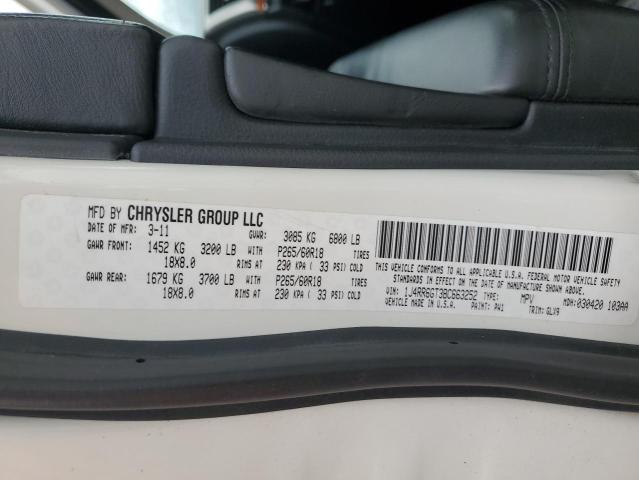 MFD BY CHRYSLER GROUP LLC
DATE OF MFR: 3-11 GVWR: 3085 KG 6800 LB
GAWR FRONT: 1452 KG 3200 LB WITH P265/60R18 TIRES
18X8.0 RIMS AT 230 KPA ( 33 PSI) COLD
GAWR REAR: 1679 KG 3700 LB WITH P265/60R18 TIRES
18X8.0 RIMS AT 230 KPA ( 33 PSI) COLD
THIS VEHICLE CONFORMS TO ALL APPLICABLE U.S.A. FEDERAL MOTOR VEHICLE SAFETY
STANDARDS IN EFFECT ON THE DATE OF MANUFACTURE SHOWN ABOVE.
VIN: 1J4RR6GT3BC663252 TYPE: MPV MDH: 030420 103AA
VEHICLE MADE IN U.S.A. PAINT: PW1 TRIM: GLX9